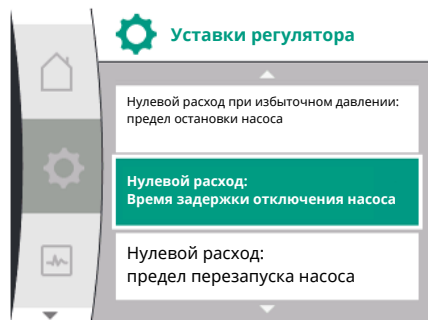 Уставки регулятора
Нулевой расход при избыточном давлении:
предел остановки насоса
Нулевой расход:
Время задержки отключения насоса
Нулевой расход:
предел перезапуска насоса